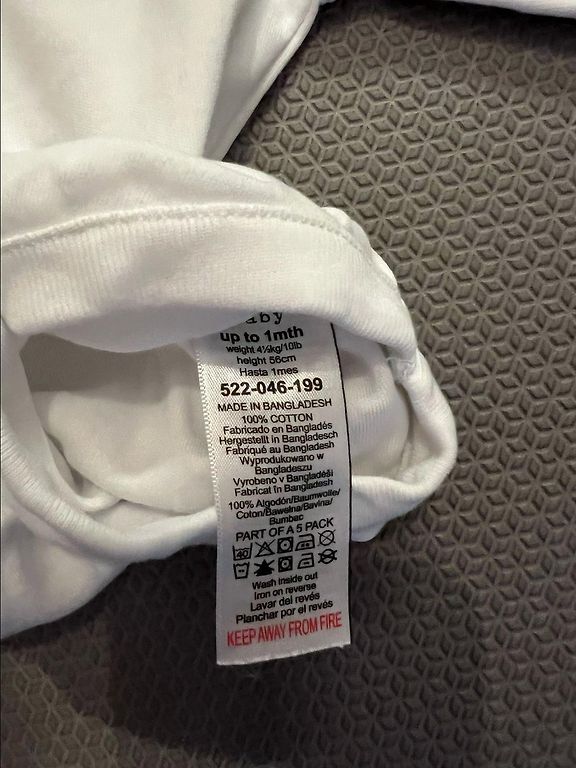 up to 1mth
weight 4½kg/10lb
height 56cm
Hasta 1mes
522-046-199
MADE IN BANGLADESH
100% COTTON
Fabricado en Bangladés
Hergestellt in Bangladesch
Fabriqué au Bangladesh
Wyprodukowano w
Bangladeszu
Vyrobeno v Bangladéši
Fabricat în Bangladesh
100% Algodón/Baumwolle/
Coton/Bawełna/Bavlna/
Bumbac
PART OF A 5 PACK
40
Wash inside out
Iron on reverse
Lavar del revés
Planchar por el revés
KEEP AWAY FROM FIRE